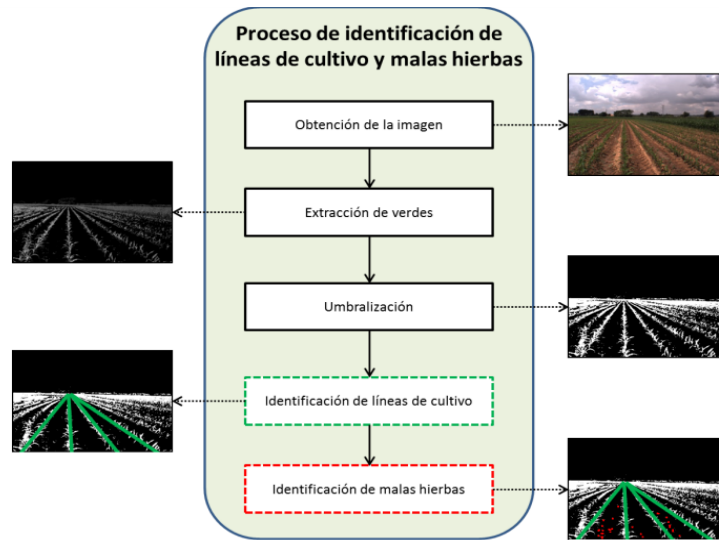 Proceso de identificación de
líneas de cultivo y malas hierbas
Obtención de la imagen
Extracción de verdes
Umbralización
Identificación de líneas de cultivo
Identificación de malas hierbas